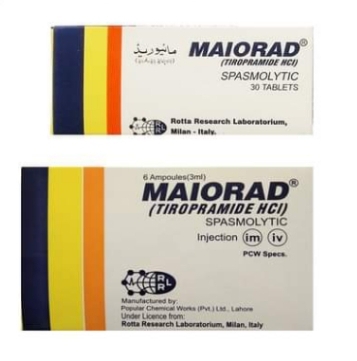 مائیوریڈ
MAIORAD®
(TIROPRAMIDE HCl)
SPASMOLYTIC
30 TABLETS
Rotta Research Laboratorium,
Milan - Italy.
6 Ampoules(3ml)
MAIORAD®
(TIROPRAMIDE HCl)
SPASMOLYTIC
Injection im iv
PCW Specs.
RLR
Manufactured by:
Popular Chemical Works (Pvt.) Ltd., Lahore
Under Licence from:
Rotta Research Laboratorium, Milan, Italy